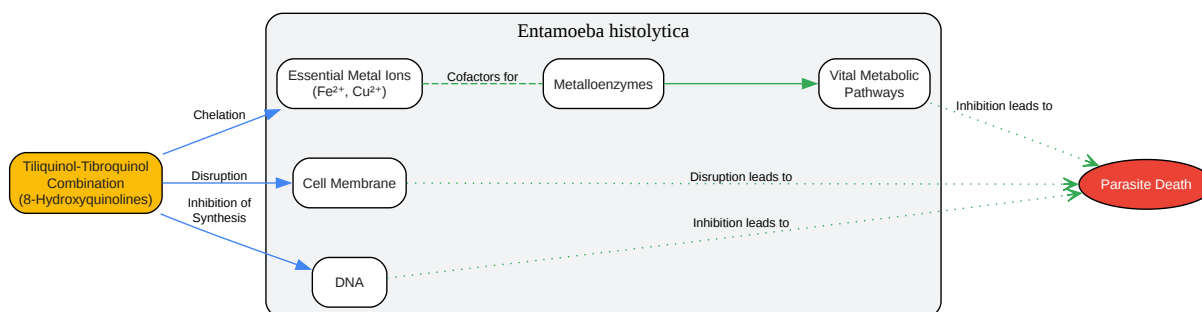 Entamoeba histolytica
Essential Metal Ions
(Fe²⁺, Cu²⁺)
Cofactors for
Metalloenzymes
Vital Metabolic
Pathways
Chelation
Inhibition leads to
Tiliquinol-Tibroquinol
Combination
(8-Hydroxyquinolines)
Disruption
Cell Membrane
Disruption leads to
Parasite Death
Inhibition of
Synthesis
Inhibition leads to
DNA